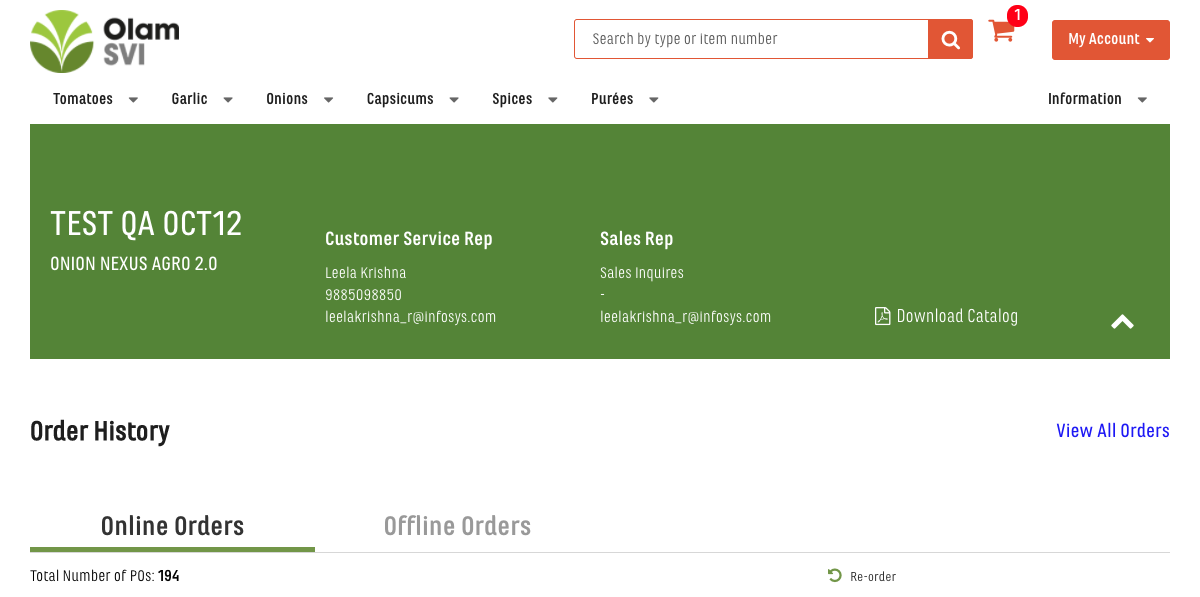 Olam
SVI
Search by type or item number
1
My Account
Tomatoes
Garlic
Onions
Capsicums
Spices
Purées
Information
TEST QA OCT12
ONION NEXUS AGRO 2.0
Customer Service Rep
Leela Krishna
9885098850
leelakrishna_r@infosys.com
Sales Rep
Sales Inquires
-
leelakrishna_r@infosys.com
Download Catalog
Order History
View All Orders
Online Orders
Offline Orders
Total Number of POs: 194
Re-order